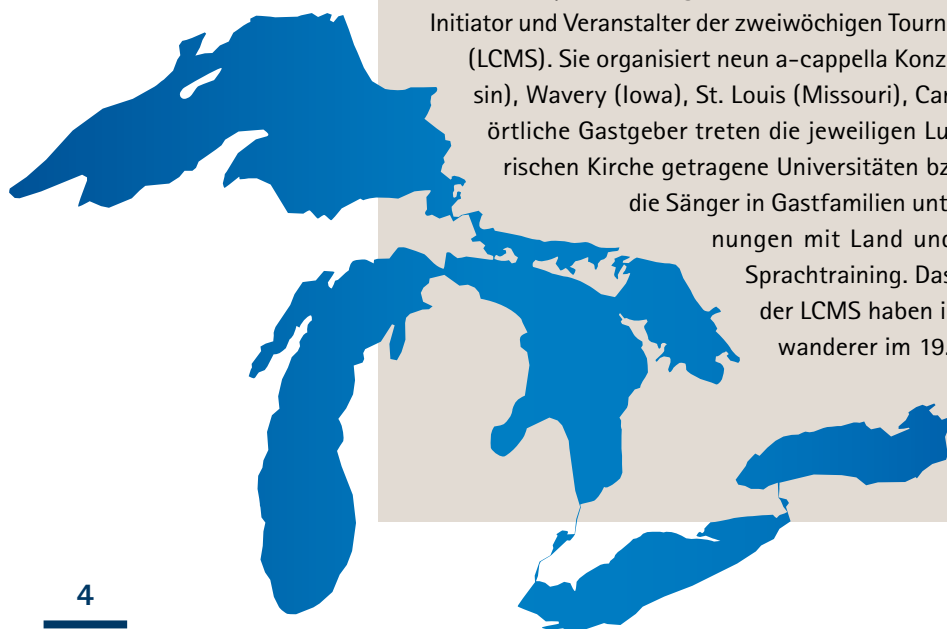 Initiator und Veranstalter der zweiwöchigen Tourn
(LCMS). Sie organisiert neun a-cappella Konz
sin), Wavery (Iowa), St. Louis (Missouri), Car
örtliche Gastgeber treten die jeweiligen Lu
rischen Kirche getragene Universitäten bz
die Sänger in Gastfamilien unt
nungen mit Land und
Sprachtraining. Das
der LCMS haben i
wanderer im 19.
4